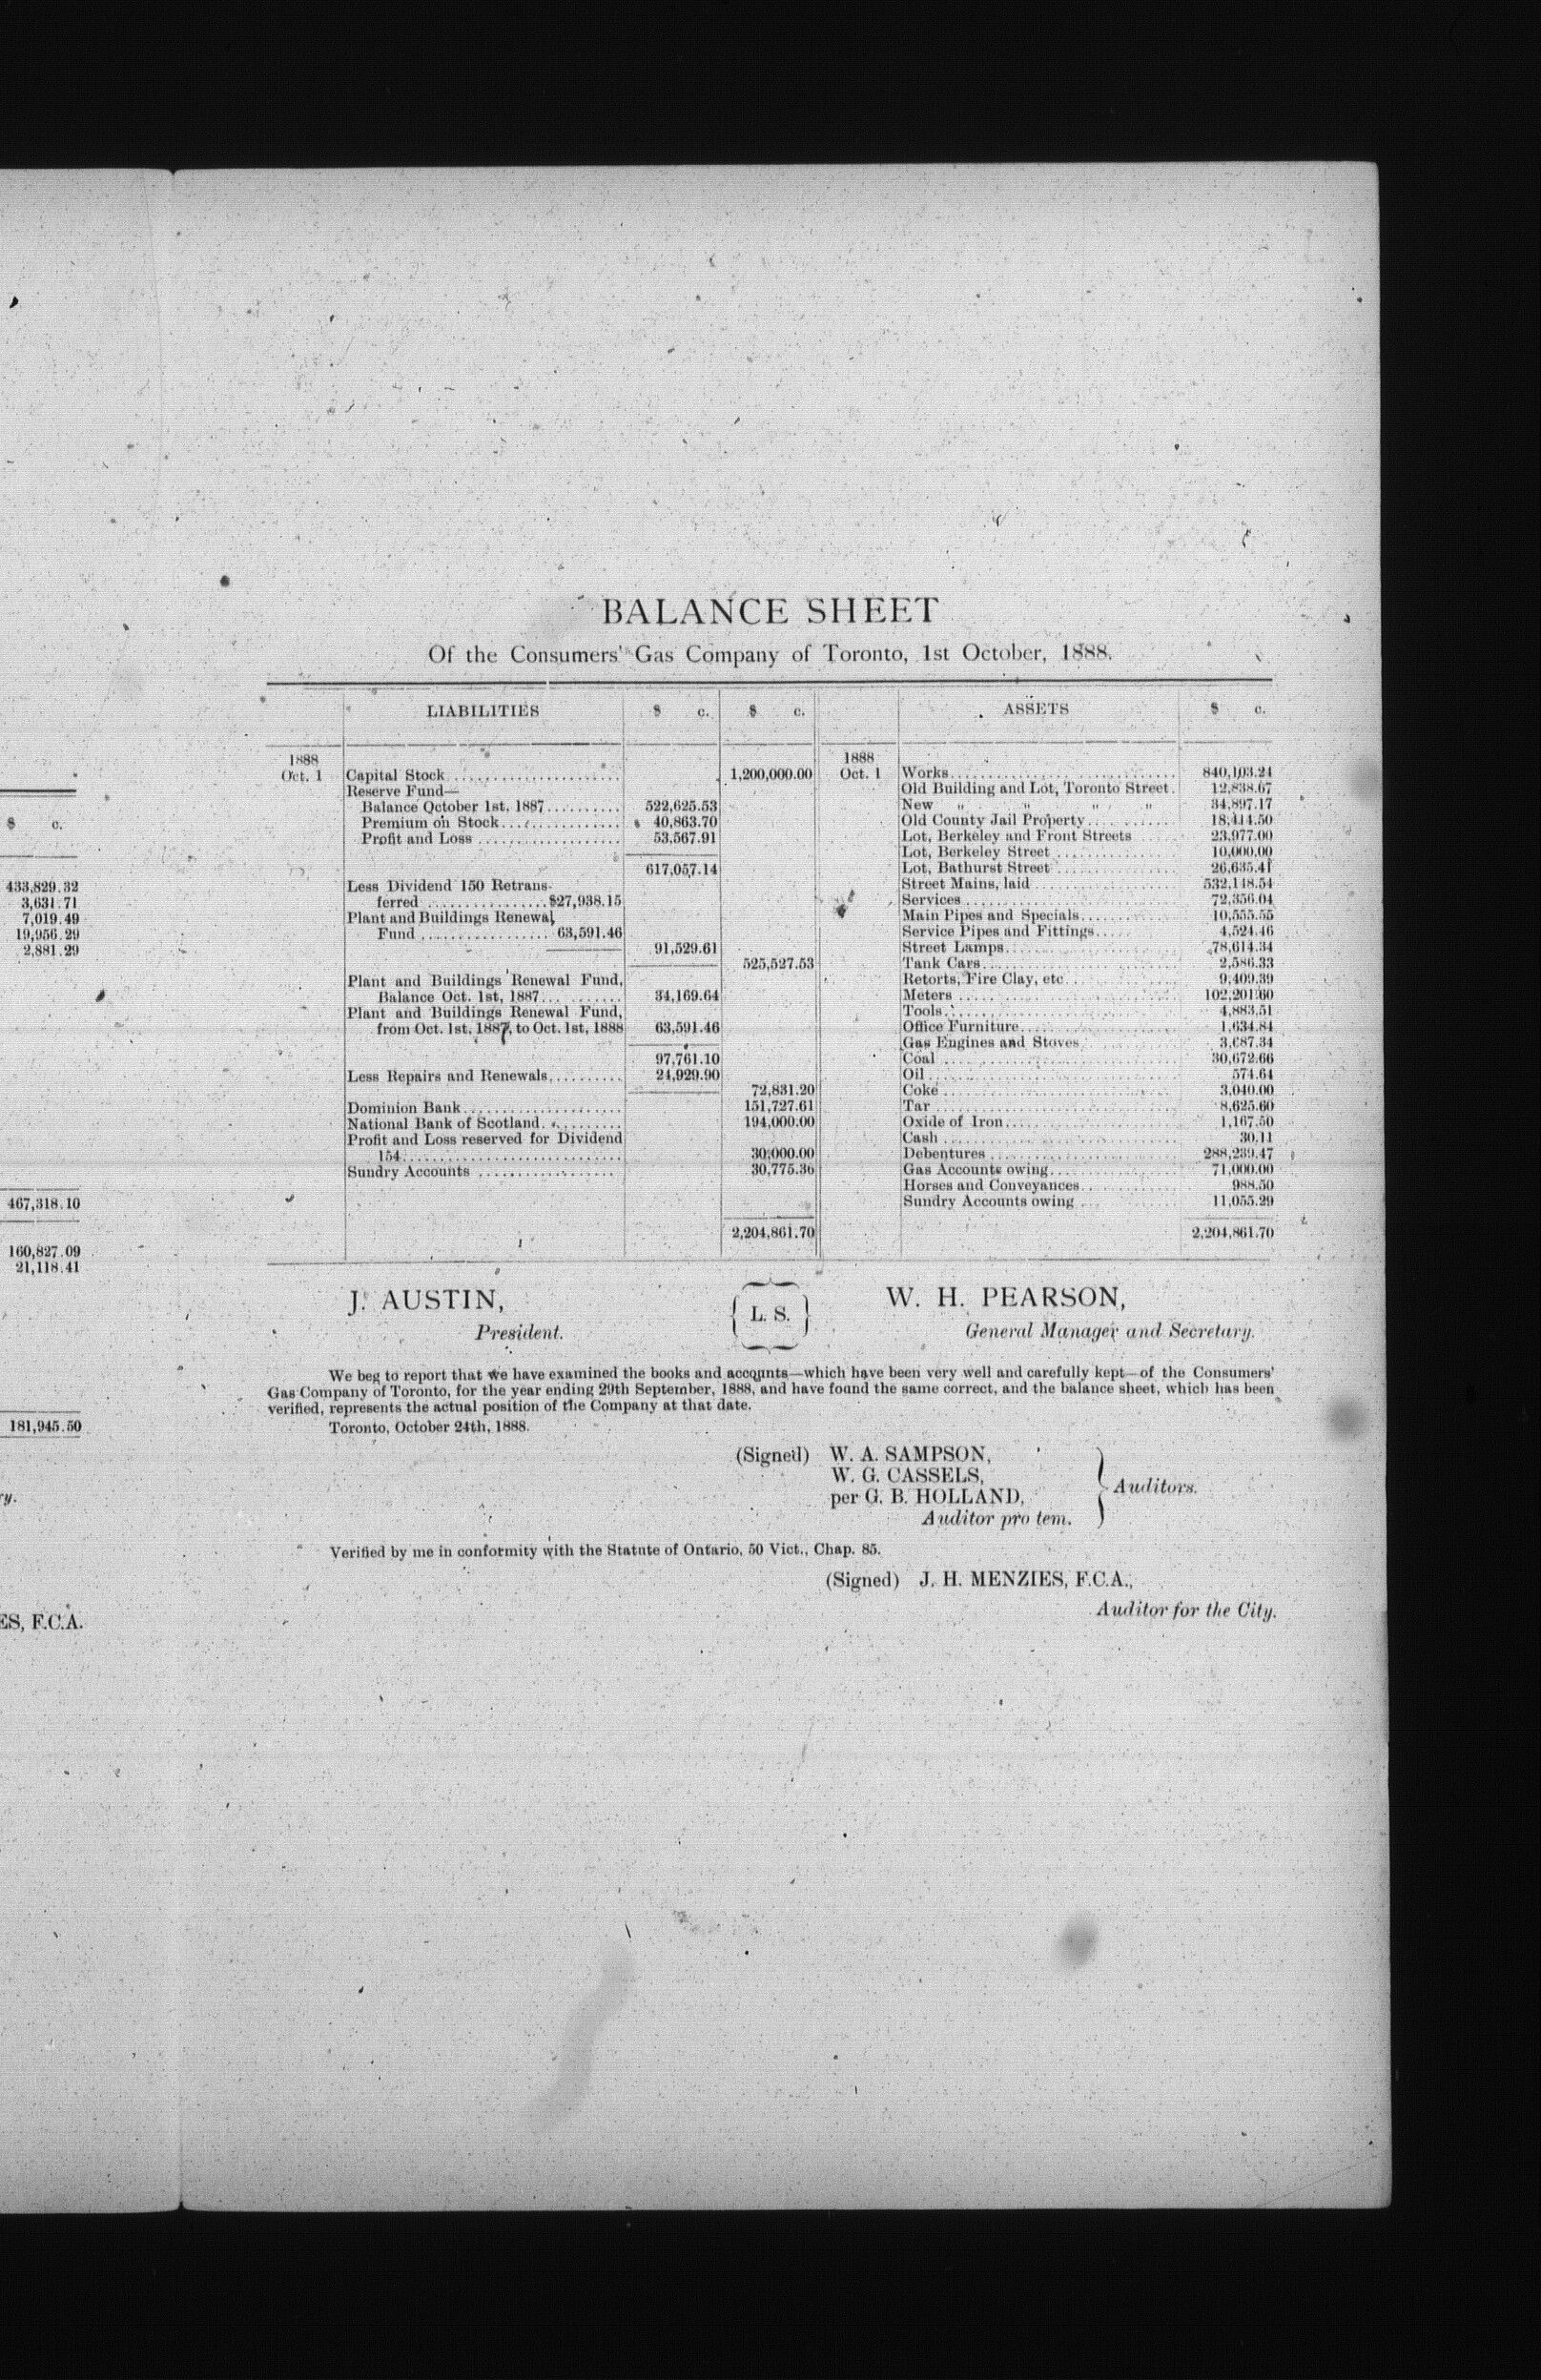 $ c.
433,829.32
3,631.71
7,019.49
19,956.29
2,881.29
467,318.10
160,827.09
21,118.41
181,945.50
ry.
ES, F.C.A.
BALANCE SHEET
Of the Consumers' Gas Company of Toronto, 1st October, 1888.
LIABILITIES $ c. $ c.
1888
Oct. 1 Capital Stock 1,200,000.00
Reserve Fund—
Balance October 1st, 1887 522,625.53
Premium on Stock 40,863.70
Profit and Loss 53,567.91
617,057.14
Less Dividend 150 Retrans-
ferred $27,938.15
Plant and Buildings Renewal
Fund 63,591.46
91,529.61
525,527.53
Plant and Buildings Renewal Fund,
Balance Oct. 1st, 1887 34,169.64
Plant and Buildings Renewal Fund,
from Oct. 1st, 1887, to Oct. 1st, 1888 63,591.46
97,761.10
Less Repairs and Renewals 24,929.90
72,831.20
Dominion Bank 151,727.61
National Bank of Scotland 194,000.00
Profit and Loss reserved for Dividend
154 30,000.00
Sundry Accounts 30,775.36
2,204,861.70
ASSETS $ c.
1888
Oct. 1 Works 840,103.24
Old Building and Lot, Toronto Street 12,838.67
New " " " " 34,897.17
Old County Jail Property 18,414.50
Lot, Berkeley and Front Streets 23,977.00
Lot, Berkeley Street 10,000.00
Lot, Bathurst Street 26,635.41
Street Mains, laid 532,148.54
Services 72,356.04
Main Pipes and Specials 10,555.55
Service Pipes and Fittings 4,524.46
Street Lamps 78,614.34
Tank Cars 2,586.33
Retorts, Fire Clay, etc 9,409.39
Meters 102,201.60
Tools 4,883.51
Office Furniture 1,634.84
Gas Engines and Stoves 3,687.34
Coal 30,672.66
Oil 574.64
Coke 3,040.00
Tar 8,625.60
Oxide of Iron 1,167.50
Cash 30.11
Debentures 288,239.47
Gas Accounts owing 71,000.00
Horses and Conveyances 988.50
Sundry Accounts owing 11,055.29
2,204,861.70
J. AUSTIN,
President.
L. S.
W. H. PEARSON,
General Manager and Secretary.
We beg to report that we have examined the books and accounts—which have been very well and carefully kept—of the Consumers'
Gas Company of Toronto, for the year ending 29th September, 1888, and have found the same correct, and the balance sheet, which has been
verified, represents the actual position of the Company at that date.
Toronto, October 24th, 1888.
(Signed) W. A. SAMPSON,
W. G. CASSELS,
per G. B. HOLLAND,
Auditor pro tem.
Auditors.
Verified by me in conformity with the Statute of Ontario, 50 Vict., Chap. 85.
(Signed) J. H. MENZIES, F.C.A.,
Auditor for the City.